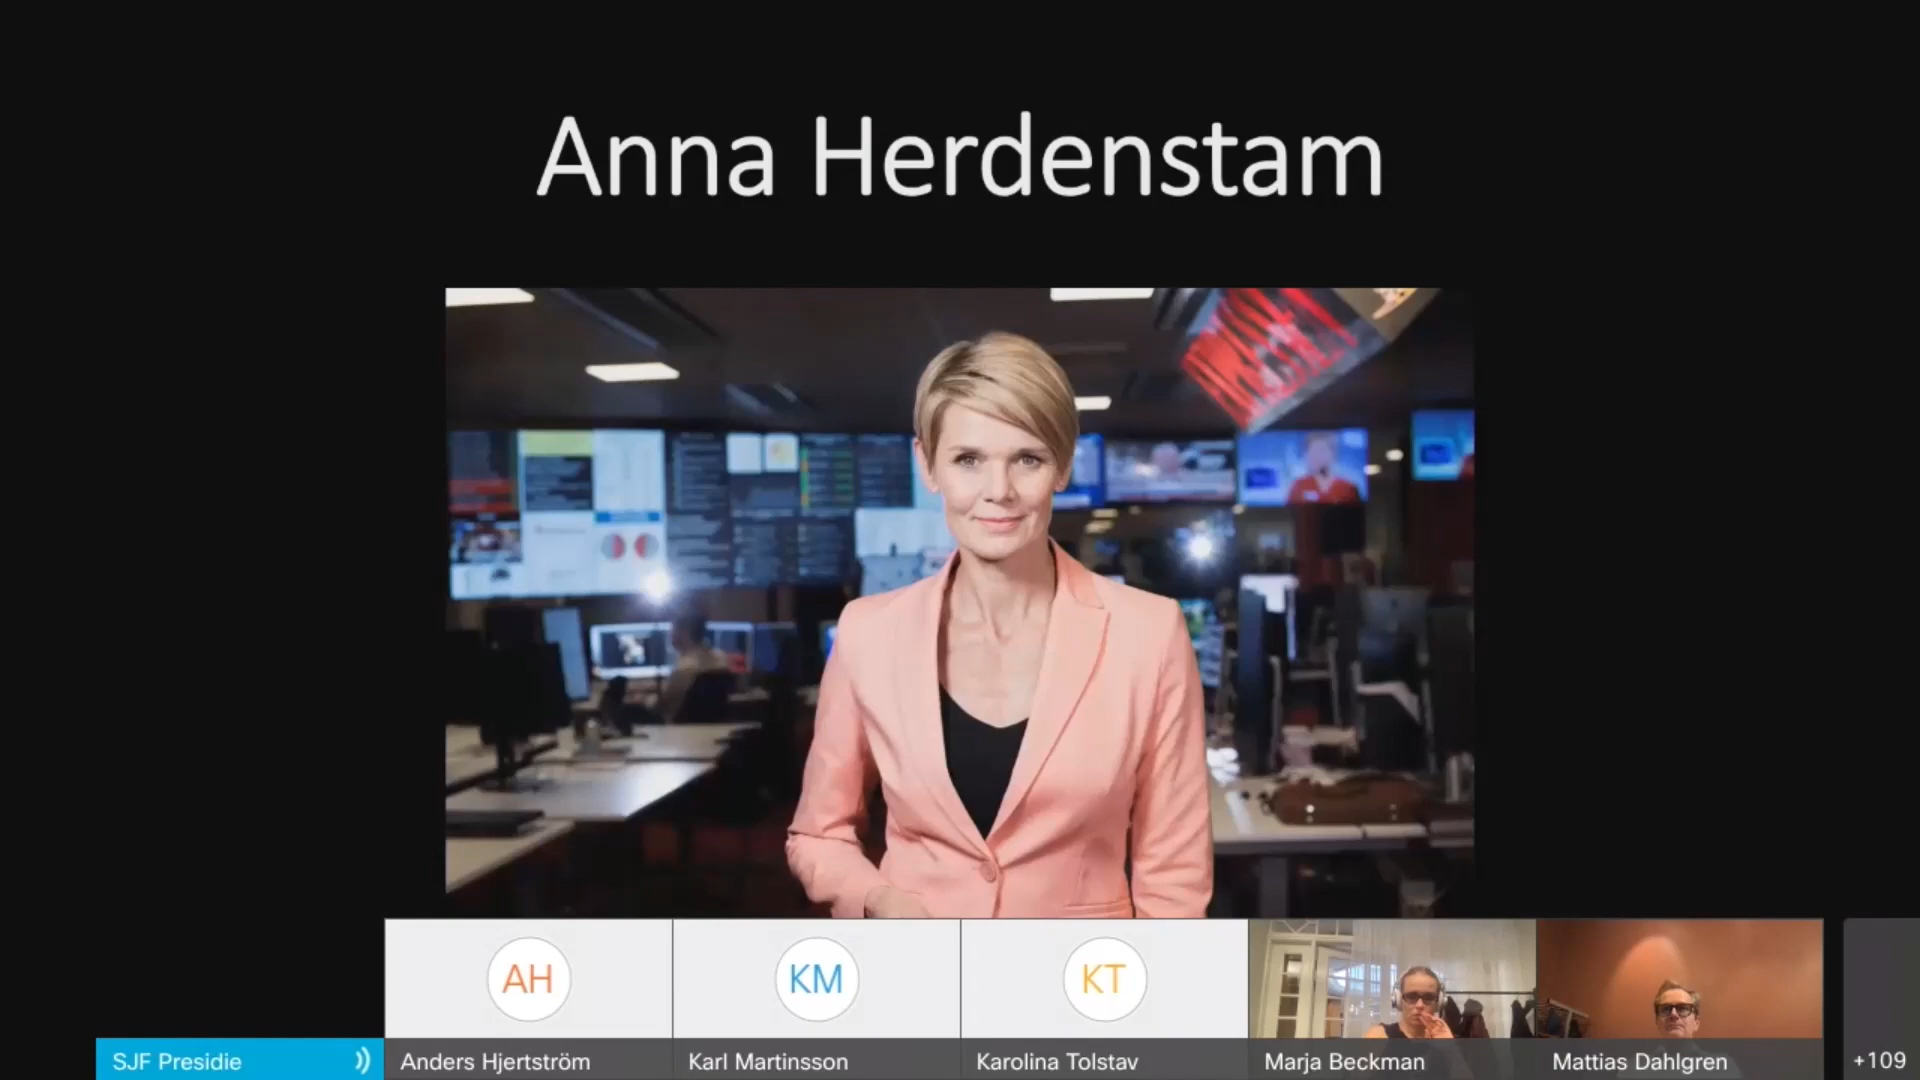 Anna Herdenstam
AH
KM
KT
SJF Presidie
Anders Hjertström
Karl Martinsson
Karolina Tolstav
Marja Beckman
Mattias Dahlgren
+109